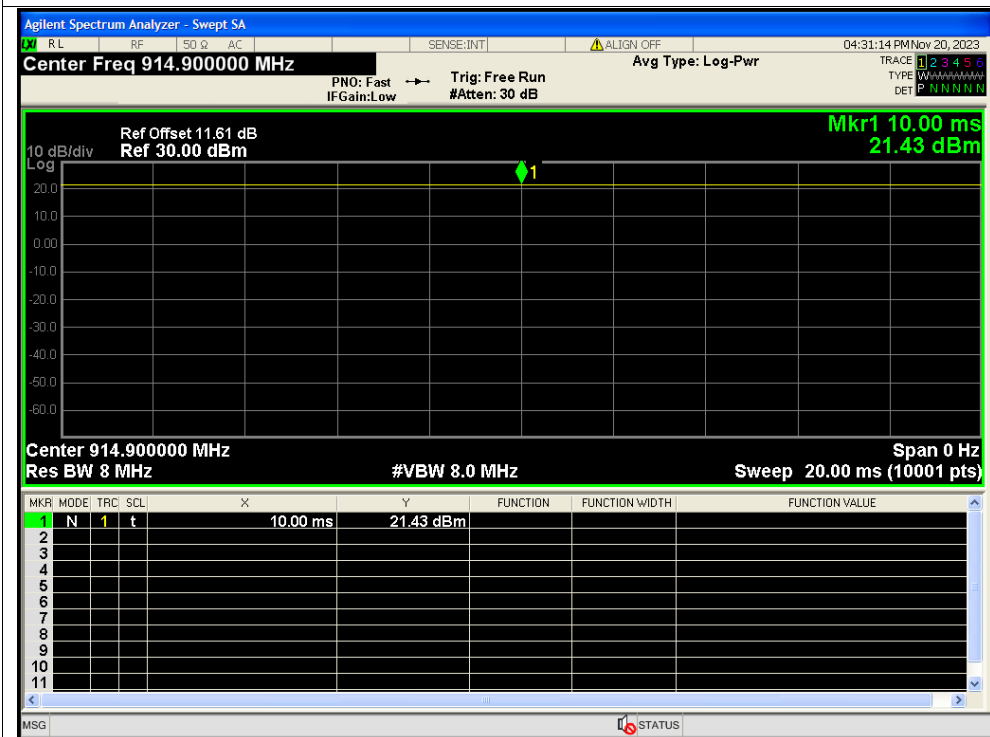 Agilent Spectrum Analyzer - Swept SA
LXI RL RF 50 Ω AC SENSE:INT ALIGN OFF 04:31:14 PM Nov 20, 2023
Center Freq 914.900000 MHz
PNO: Fast
IFGain:Low
Trig: Free Run
#Atten: 30 dB
Avg Type: Log-Pwr
TRACE 1 2 3 4 5 6
TYPE WWWWWW
DET P N N N N N
Ref Offset 11.61 dB
Mkr1 10.00 ms
10 dB/div Ref 30.00 dBm
21.43 dBm
Log
1
20.0
10.0
0.00
-10.0
-20.0
-30.0
-40.0
-50.0
-60.0
Center 914.900000 MHz Span 0 Hz
Res BW 8 MHz #VBW 8.0 MHz Sweep 20.00 ms (10001 pts)
MKR MODE TRC SCL X Y FUNCTION FUNCTION WIDTH FUNCTION VALUE
1 N 1 t 10.00 ms 21.43 dBm
2
3
4
5
6
7
8
9
10
11
MSG STATUS